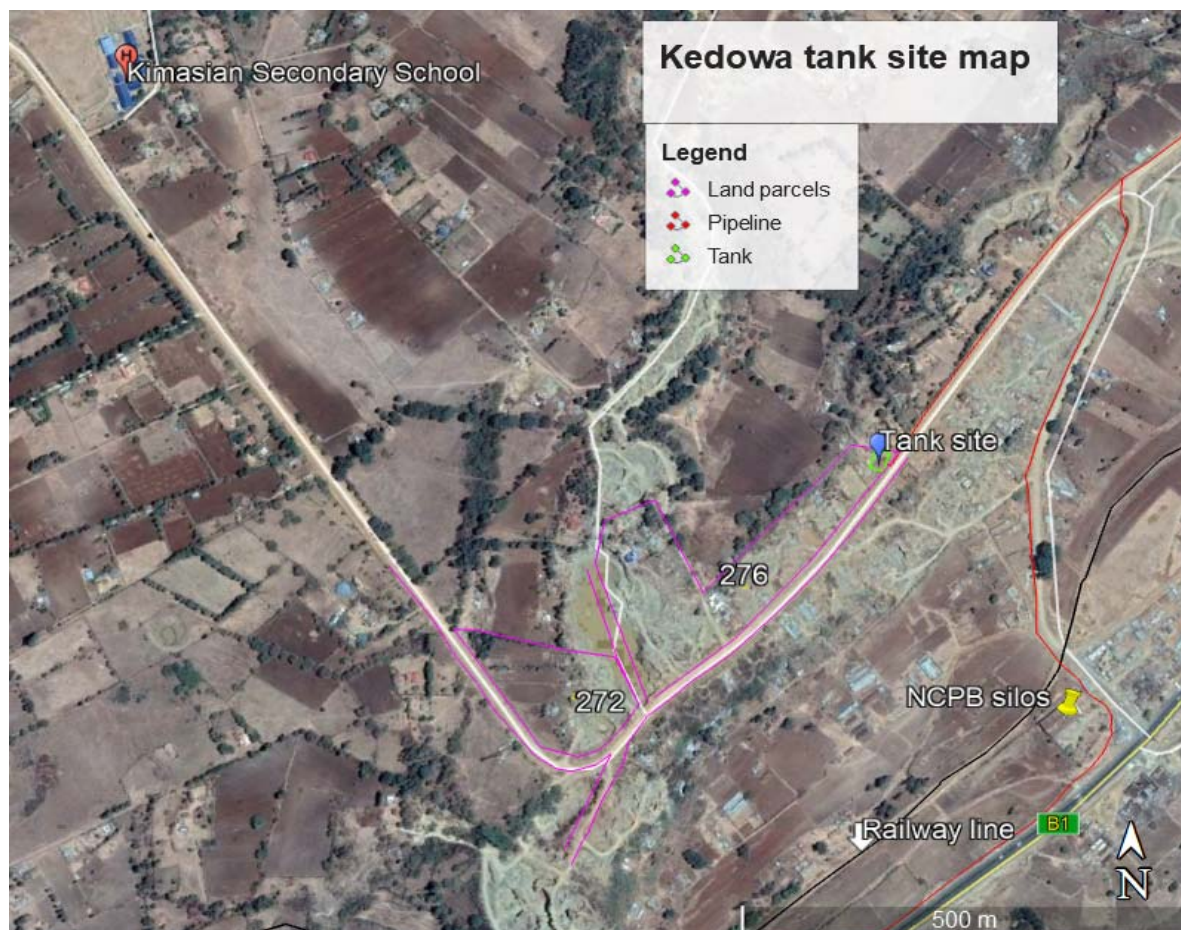 Kedowa tank site map
Kimasian Secondary School
H
Legend
Land parcels
Pipeline
Tank
Tank site
276
272
NCPB silos
Railway line
B1
N
500 m